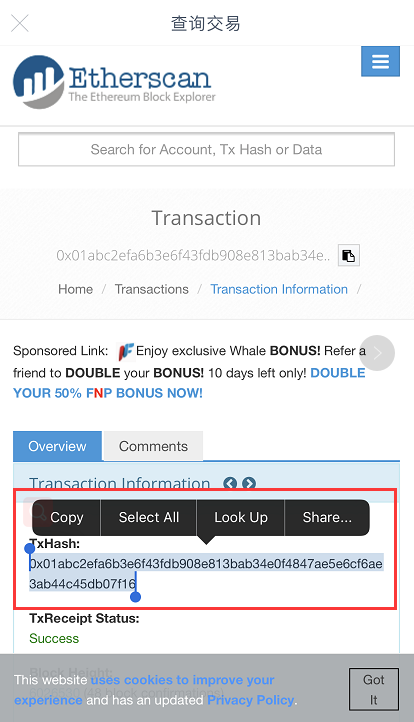 查询交易
Etherscan
The Ethereum Block Explorer
Search for Account, Tx Hash or Data
Transaction
0x01abc2efa6b3e6f43fdb908e813bab34e..
Home / Transactions / Transaction Information /
Sponsored Link: Enjoy exclusive Whale BONUS! Refer a
friend to DOUBLE your BONUS! 10 days left only! DOUBLE
YOUR 50% FNP BONUS NOW!
Overview Comments
Transaction Information
Copy Select All Look Up Share...
TxHash:
0x01abc2efa6b3e6f43fdb908e813bab34e0f4847ae5e6cf6ae
3ab44c45db07f16
TxReceipt Status:
Success
Block Height:
This website uses cookies to improve your
experience and has an updated Privacy Policy.
Got
It